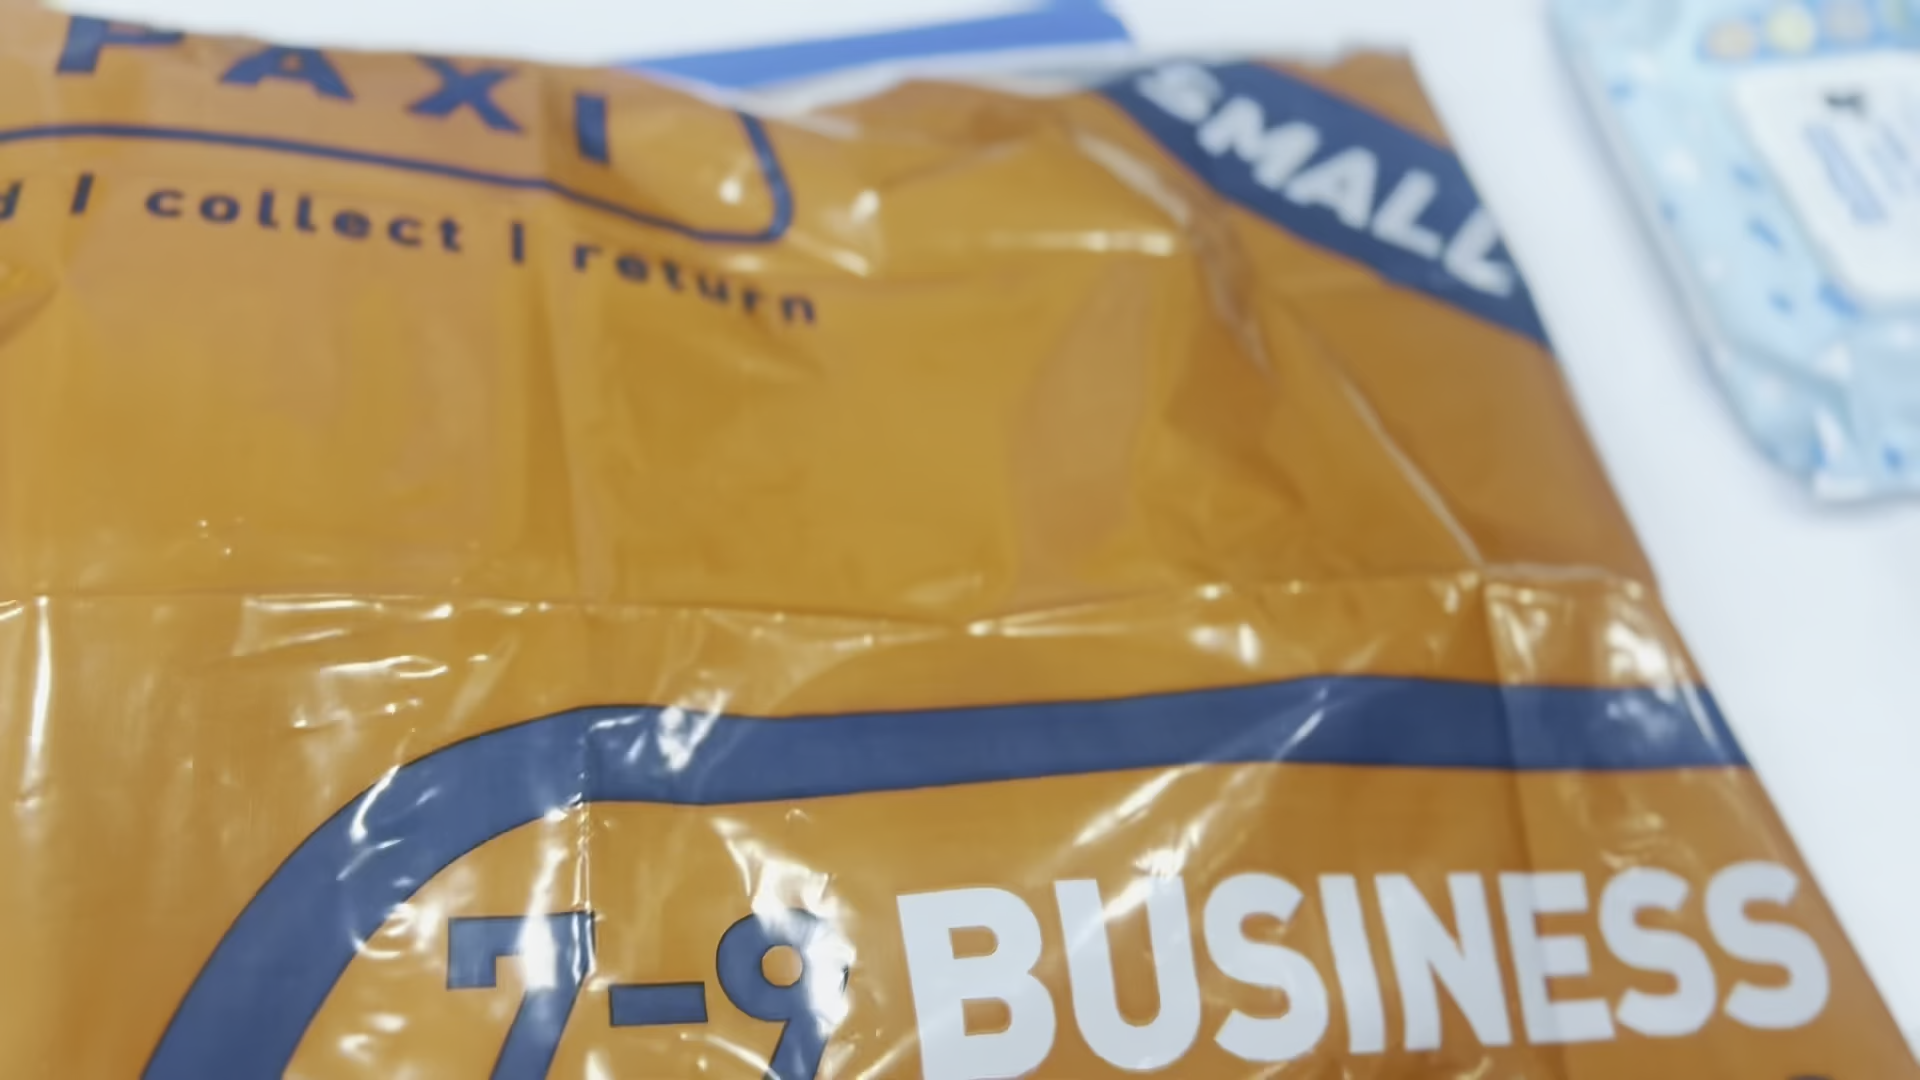 PAXI
d | collect | return
SMALL
7-9 BUSINESS